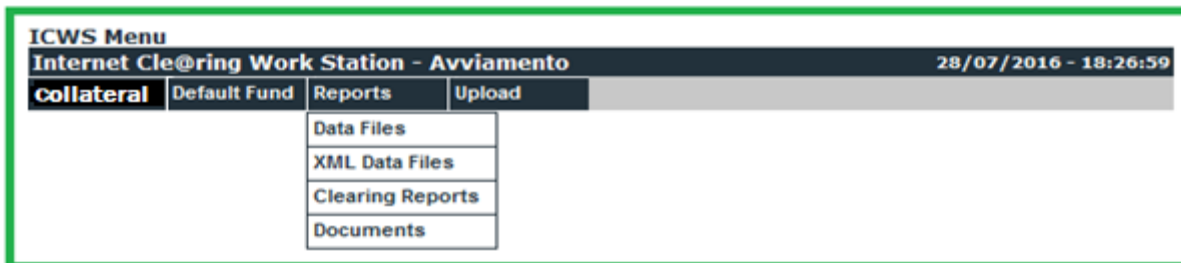 ICWS Menu
Internet Cle@ring Work Station - Avviamento 28/07/2016 - 18:26:59
Collateral Default Fund Reports Upload
Data Files
XML Data Files
Clearing Reports
Documents